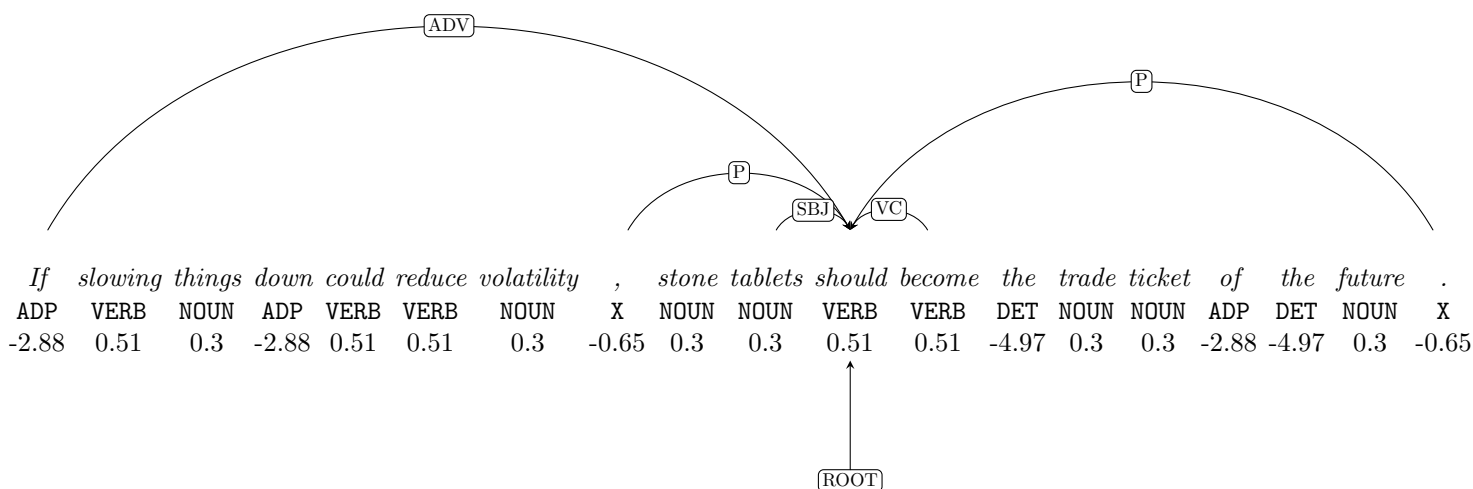 ADV
P
P
SBJ VC
If slowing things down could reduce volatility , stone tablets should become the trade ticket of the future .
ADP VERB NOUN ADP VERB VERB NOUN X NOUN NOUN VERB VERB DET NOUN NOUN ADP DET NOUN X
-2.88 0.51 0.3 -2.88 0.51 0.51 0.3 -0.65 0.3 0.3 0.51 0.51 -4.97 0.3 0.3 -2.88 -4.97 0.3 -0.65
ROOT